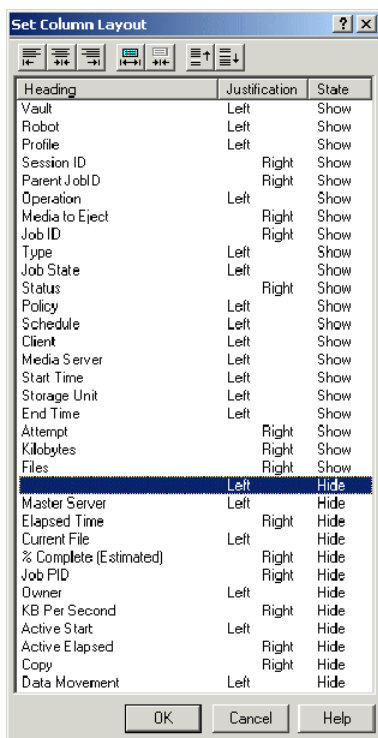 Set Column Layout
Heading Justification State
Vault Left Show
Robot Left Show
Profile Left Show
Session ID Right Show
Parent JobID Right Show
Operation Left Show
Media to Eject Right Show
Job ID Right Show
Type Left Show
Job State Left Show
Status Right Show
Policy Left Show
Schedule Left Show
Client Left Show
Media Server Left Show
Start Time Left Show
Storage Unit Left Show
End Time Left Show
Attempt Right Show
Kilobytes Right Show
Files Right Show
Left Hide
Master Server Left Hide
Elapsed Time Right Hide
Current File Left Hide
% Complete (Estimated) Right Hide
Job PID Right Hide
Owner Left Hide
KB Per Second Right Hide
Active Start Left Hide
Active Elapsed Right Hide
Copy Right Hide
Data Movement Left Hide
OK Cancel Help